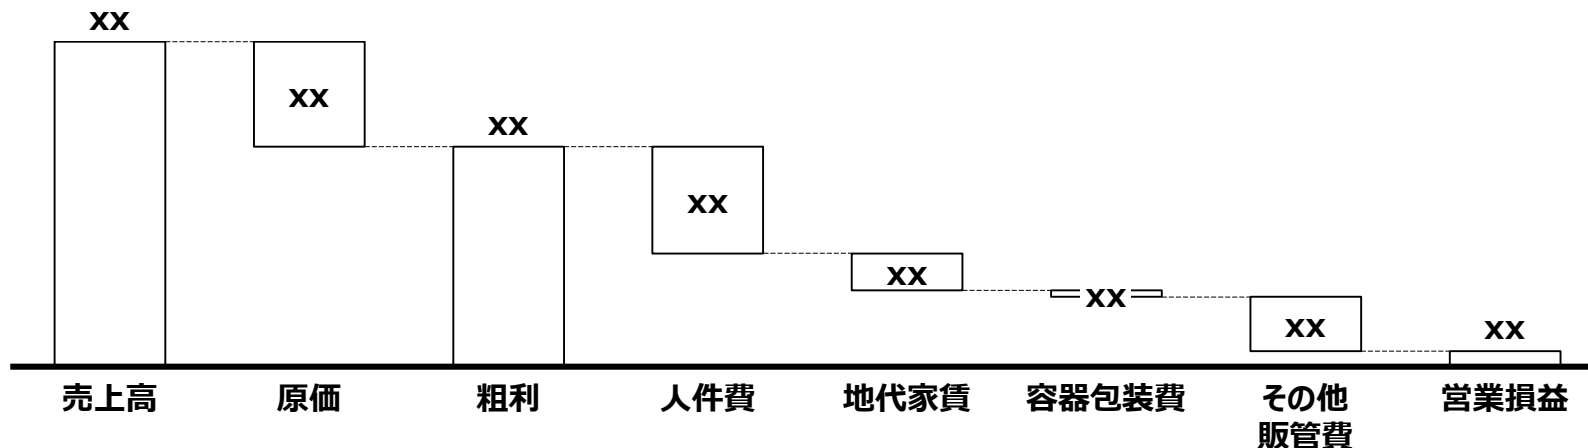 xx
xx
xx
xx
xx
xx
xx
xx
売上高
原価
粗利
人件費
地代家賃
容器包装費
その他
販管費
営業損益